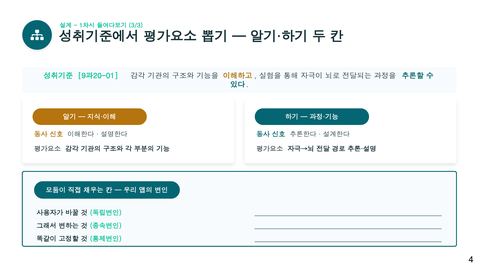 설계 – 1차시 들여다보기 (3/3)
성취기준에서 평가요소 뽑기 — 알기·하기 두 칸
성취기준 [9과20-01] 감각 기관의 구조와 기능을 이해하고, 실험을 통해 자극이 뇌로 전달되는 과정을 추론할 수
있다.
알기 — 지식·이해
동사 신호 이해한다 · 설명한다
평가요소 감각 기관의 구조와 각 부분의 기능
하기 — 과정·기능
동사 신호 추론한다 · 설계한다
평가요소 자극→뇌 전달 경로 추론·설명
모둠이 직접 채우는 칸 — 우리 앱의 변인
사용자가 바꿀 것 (독립변인)
그래서 변하는 것 (종속변인)
똑같이 고정할 것 (통제변인)
4